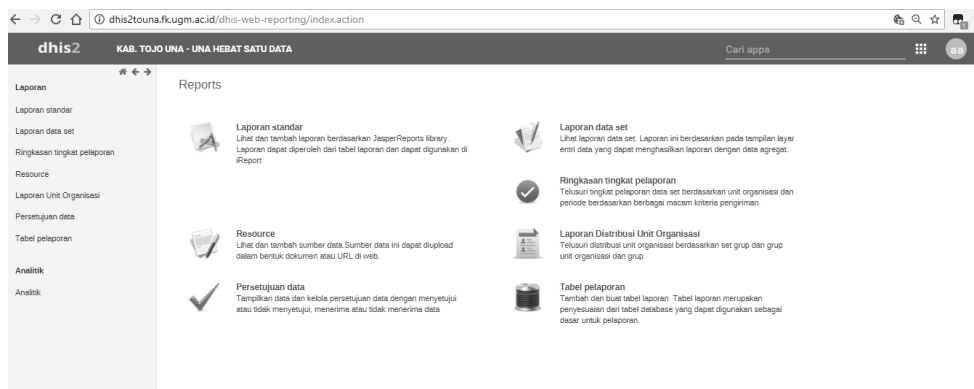 dhis2touna.fk.ugm.ac.id/dhis-web-reporting/index.action
dhis2
KAB. TOJO UNA - UNA HEBAT SATU DATA
Cari apps
aa
Laporan
Laporan standar
Laporan data set
Ringkasan tingkat pelaporan
Resource
Laporan Unit Organisasi
Persetujuan data
Tabel pelaporan
Analitik
Analitik
Reports
Laporan standar
Lihat dan tambah laporan berdasarkan JasperReports library.
Laporan dapat diperoleh dari tabel laporan dan dapat digunakan di
iReport
Laporan data set
Lihat laporan data set. Laporan ini berdasarkan pada tampilan layar
entri data yang dapat menghasilkan laporan dengan data agregat.
Ringkasan tingkat pelaporan
Telusuri tingkat pelaporan data set berdasarkan unit organisasi dan
periode berdasarkan berbagai macam kriteria pengiriman.
Resource
Lihat dan tambah sumber data.Sumber data ini dapat diupload
dalam bentuk dokumen atau URL di web.
Laporan Distribusi Unit Organisasi
Telusuri distribusi unit organisasi berdasarkan set grup dan grup
unit organisasi dan grup.
Persetujuan data
Tampilkan data dan kelola persetujuan data dengan menyetujui
atau tidak menyetujui, menerima atau tidak menerima data
Tabel pelaporan
Tambah dan buat tabel laporan. Tabel laporan merupakan
penyesuaian dari tabel database yang dapat digunakan sebagai
dasar untuk pelaporan.